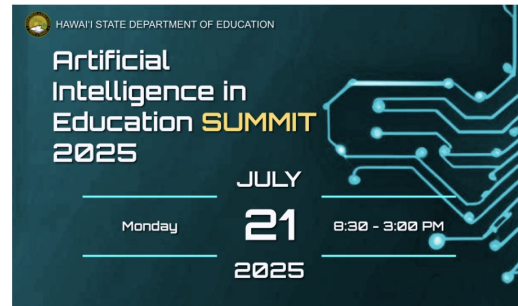 HAWAIʻI STATE DEPARTMENT OF EDUCATION
Artificial
Intelligence in
Education SUMMIT
2025
JULY
Monday
21
8:30 - 3:00 PM
2025